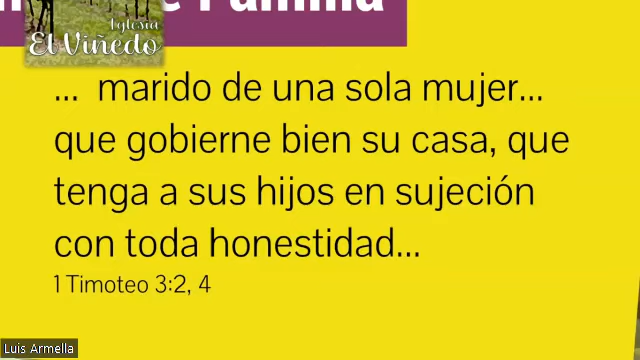 Iglesia
El Viñedo
... marido de una sola mujer...
que gobierne bien su casa, que
tenga a sus hijos en sujeción
con toda honestidad...
1 Timoteo 3:2, 4
Luis Armella